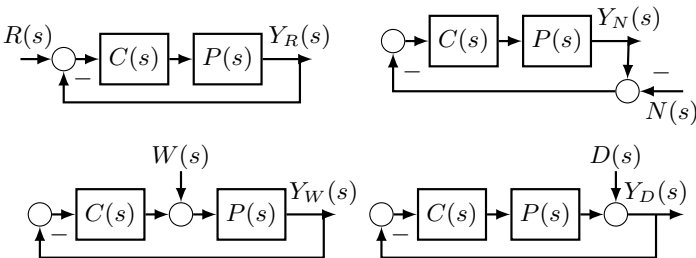 R(s) − C(s) P(s) Y_R(s)
− C(s) P(s) Y_N(s) − N(s)
W(s) − C(s) P(s) Y_W(s)
D(s) − C(s) P(s) Y_D(s)